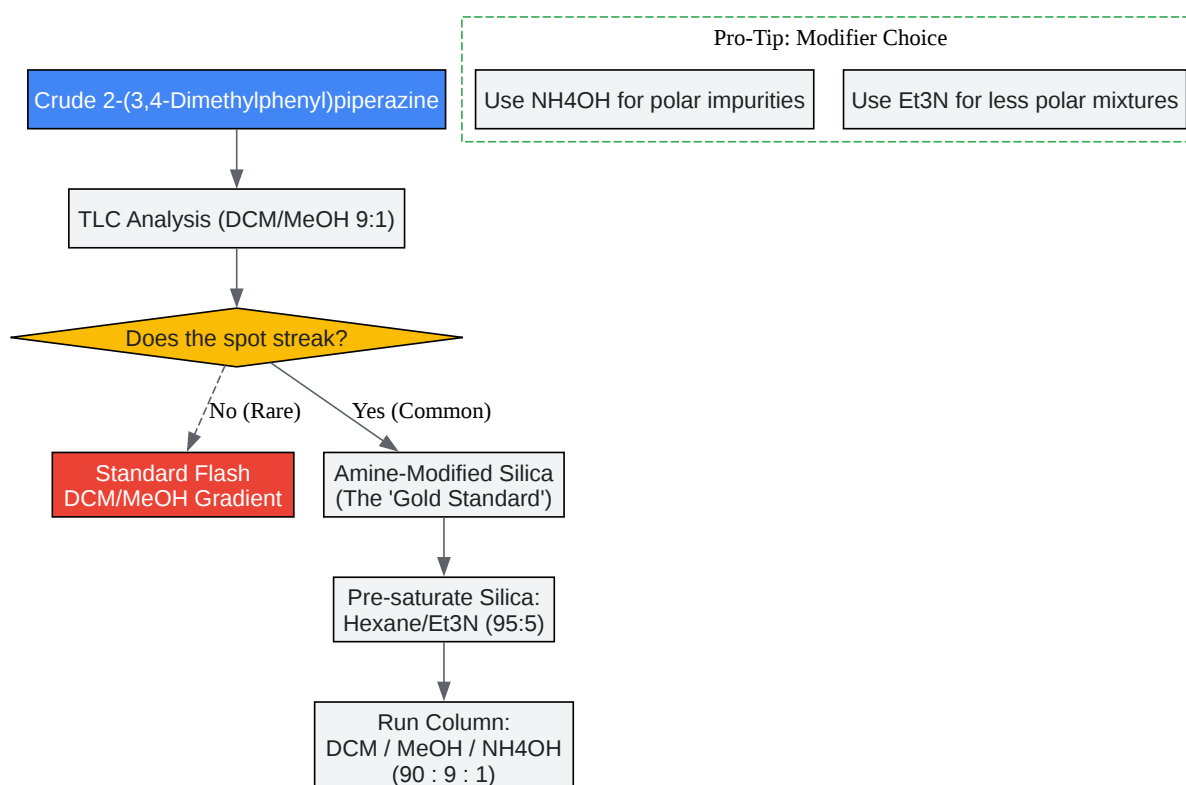 Pro-Tip: Modifier Choice
Crude 2-(3,4-Dimethylphenyl)piperazine
Use NH4OH for polar impurities
Use Et3N for less polar mixtures
TLC Analysis (DCM/MeOH 9:1)
Does the spot streak?
No (Rare)
Yes (Common)
Standard Flash
DCM/MeOH Gradient
Amine-Modified Silica
(The 'Gold Standard')
Pre-saturate Silica:
Hexane/Et3N (95:5)
Run Column:
DCM / MeOH / NH4OH
(90 : 9 : 1)